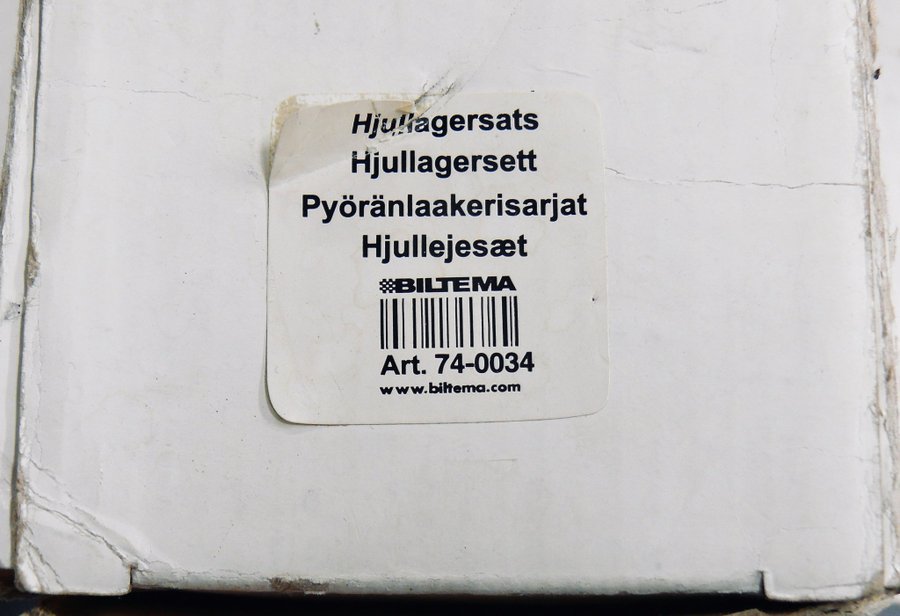 Hjullagersats
Hjullagersett
Pyöränlaakerisarjat
Hjullejesæt
BILTEMA
Art. 74-0034
www.biltema.com